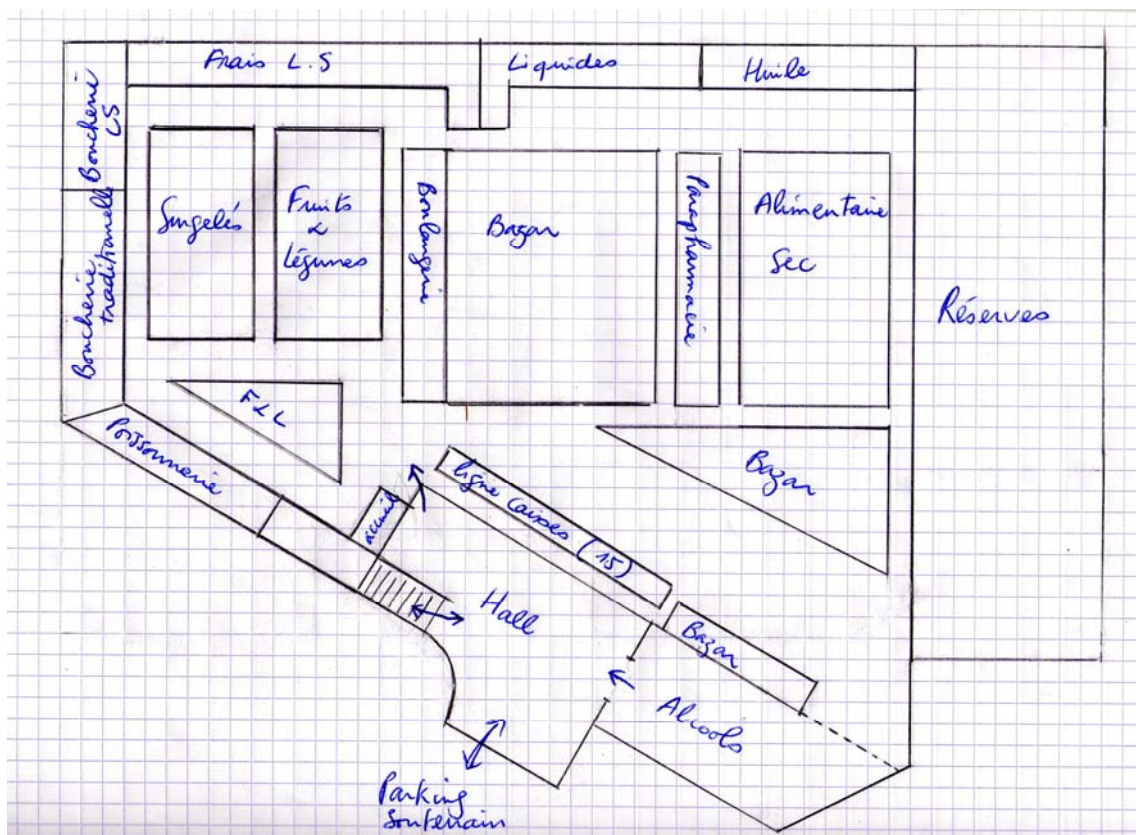 Frais L.S
Liquides
Huile
Boucherie
LS
Boucherie
traditionnelle
Surgelés
Fruits
&
Légumes
Boulangerie
Bazar
Parapharmacie
Alimentaire
Sec
Réserves
F&L
Poissonnerie
accueil
ligne caisses (15)
Bazar
Hall
Bazar
Alcools
Parking
Souterrain